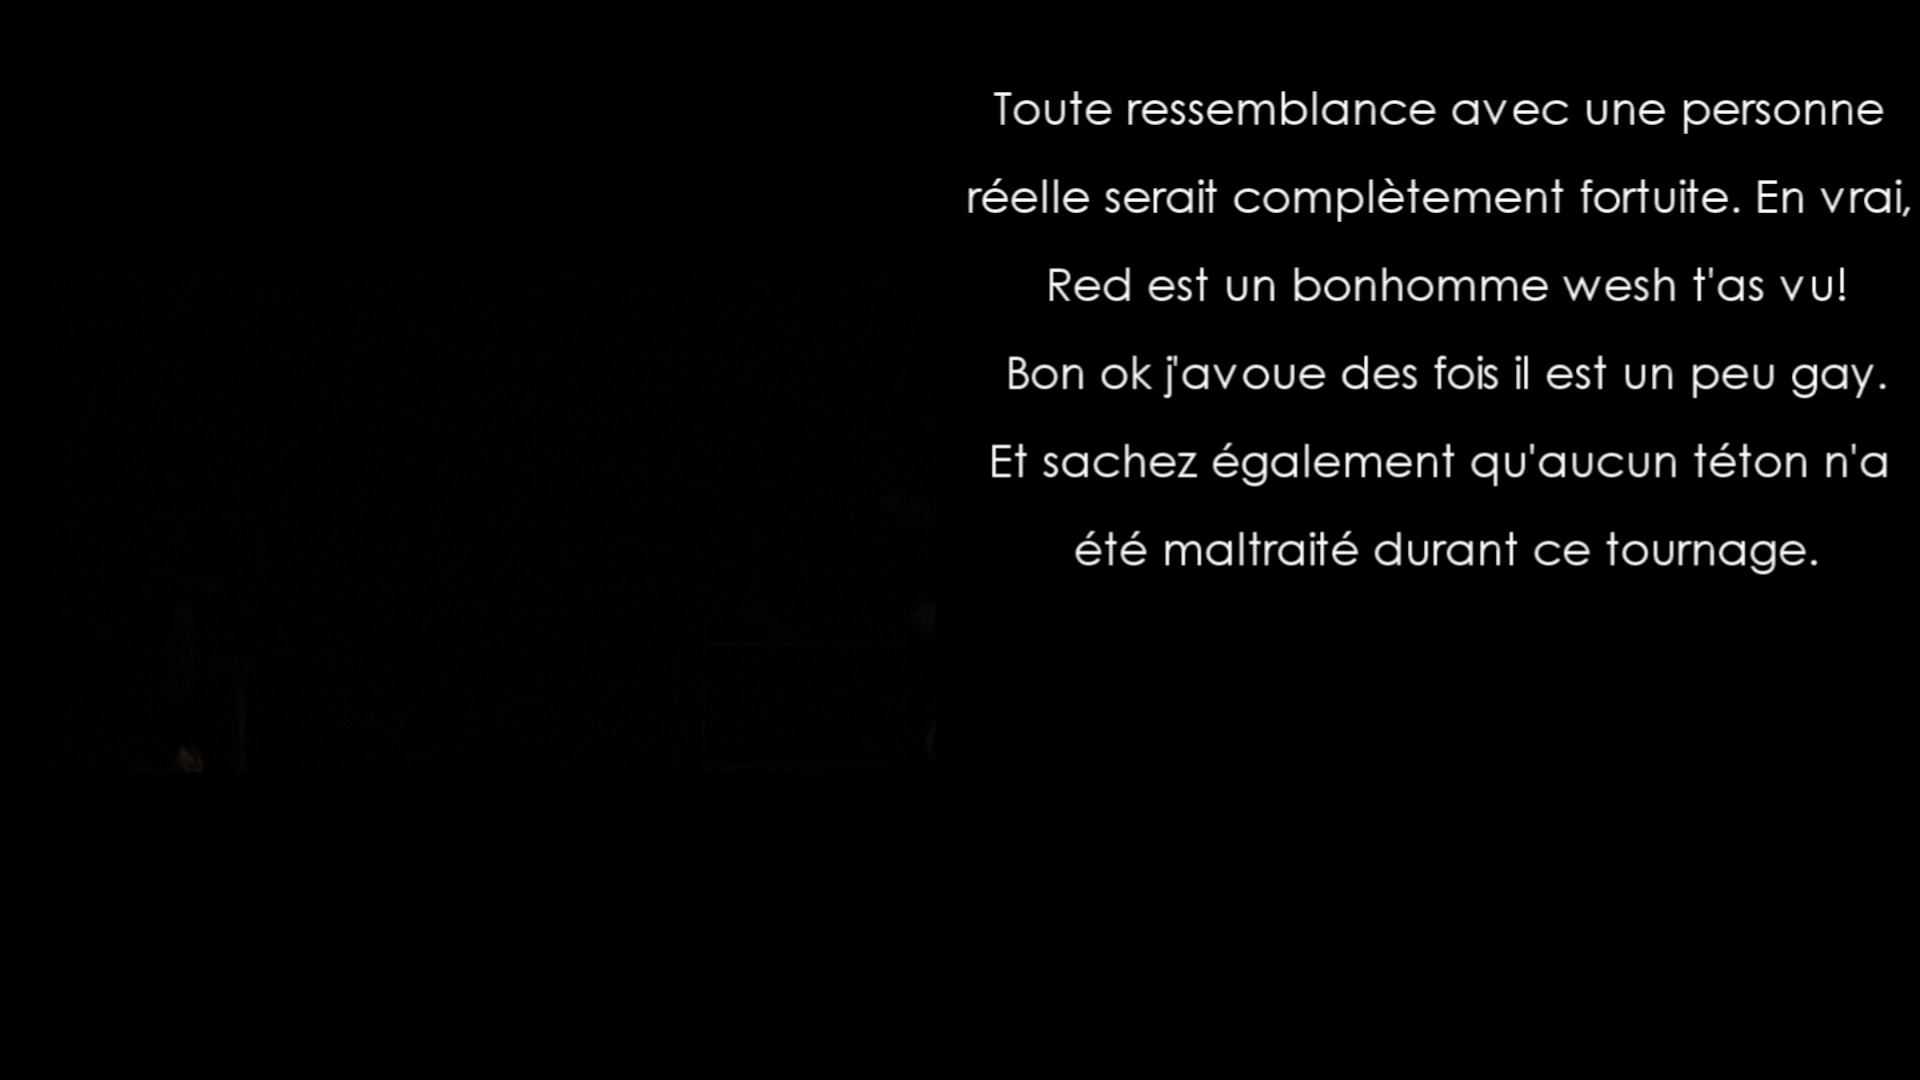 Toute ressemblance avec une personne
réelle serait complètement fortuite. En vrai,
Red est un bonhomme wesh t'as vu!
Bon ok j'avoue des fois il est un peu gay.
Et sachez également qu'aucun téton n'a
été maltraité durant ce tournage.